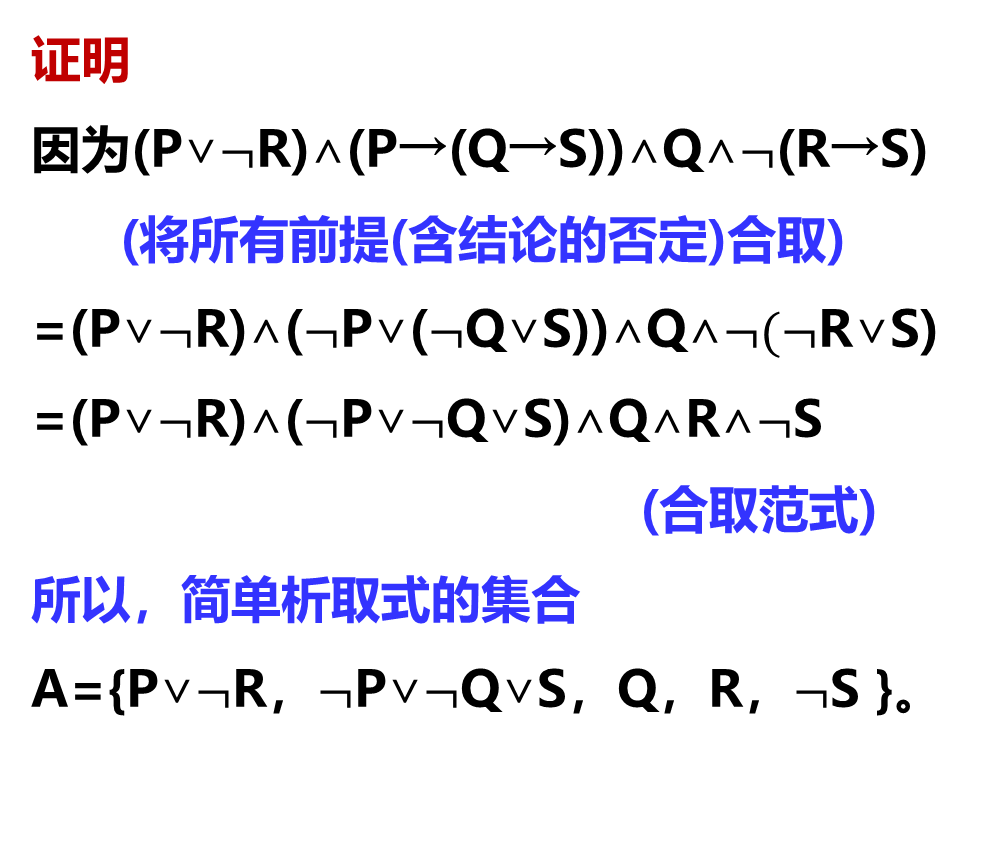 证明
因为(P∨¬R)∧(P→(Q→S))∧Q∧¬(R→S)
(将所有前提(含结论的否定)合取)
=(P∨¬R)∧(¬P∨(¬Q∨S))∧Q∧¬(¬R∨S)
=(P∨¬R)∧(¬P∨¬Q∨S)∧Q∧R∧¬S
(合取范式)
所以，简单析取式的集合
A={P∨¬R，¬P∨¬Q∨S，Q，R，¬S }。